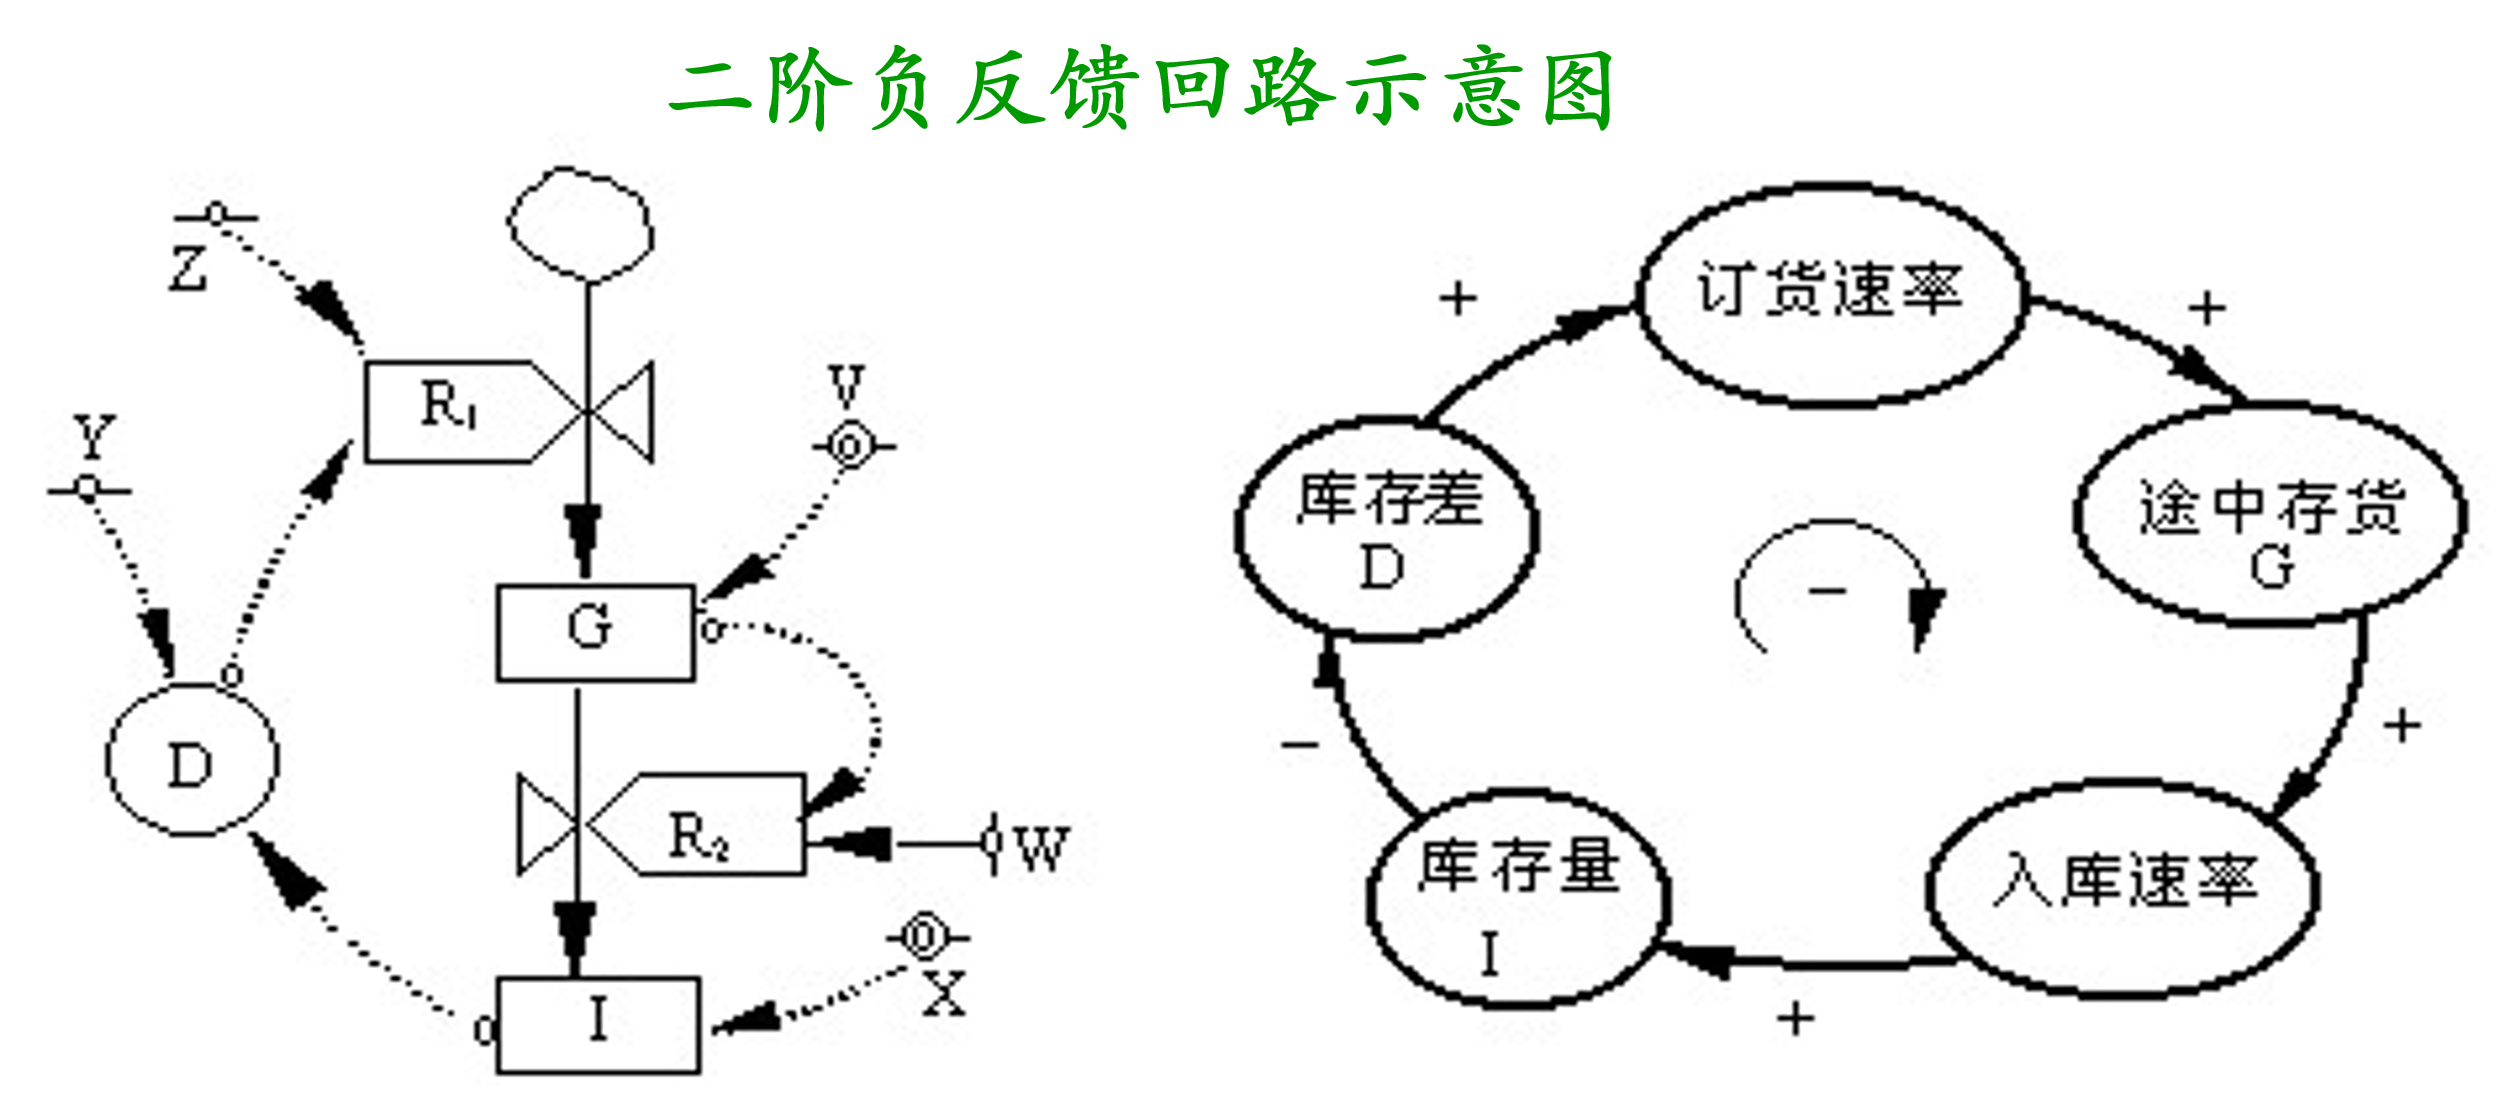 二阶负反馈回路示意图
Z
R1
Y
V
G
D
R2
W
X
I
订货速率
+
+
库存差
D
途中存货
G
−
+
−
库存量
I
入库速率
+